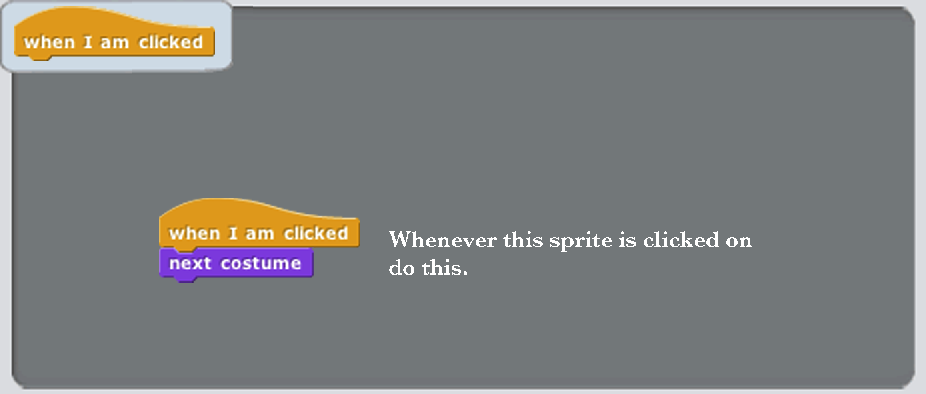 when I am clicked
when I am clicked
next costume
Whenever this sprite is clicked on
do this.